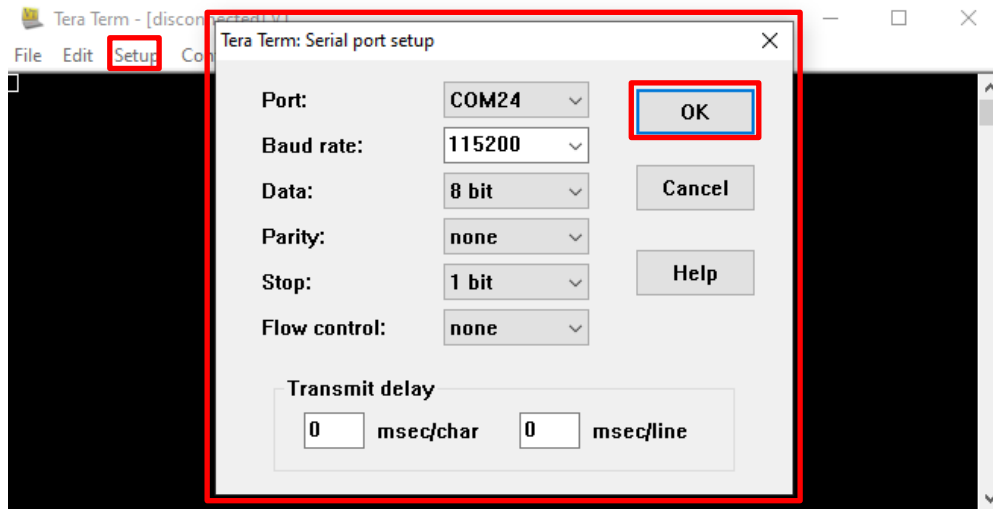 Tera Term - [disconnected] VT
File Edit Setup Con
Tera Term: Serial port setup
Port: COM24
OK
Baud rate: 115200
Data: 8 bit
Cancel
Parity: none
Stop: 1 bit
Help
Flow control: none
Transmit delay
0 msec/char 0 msec/line